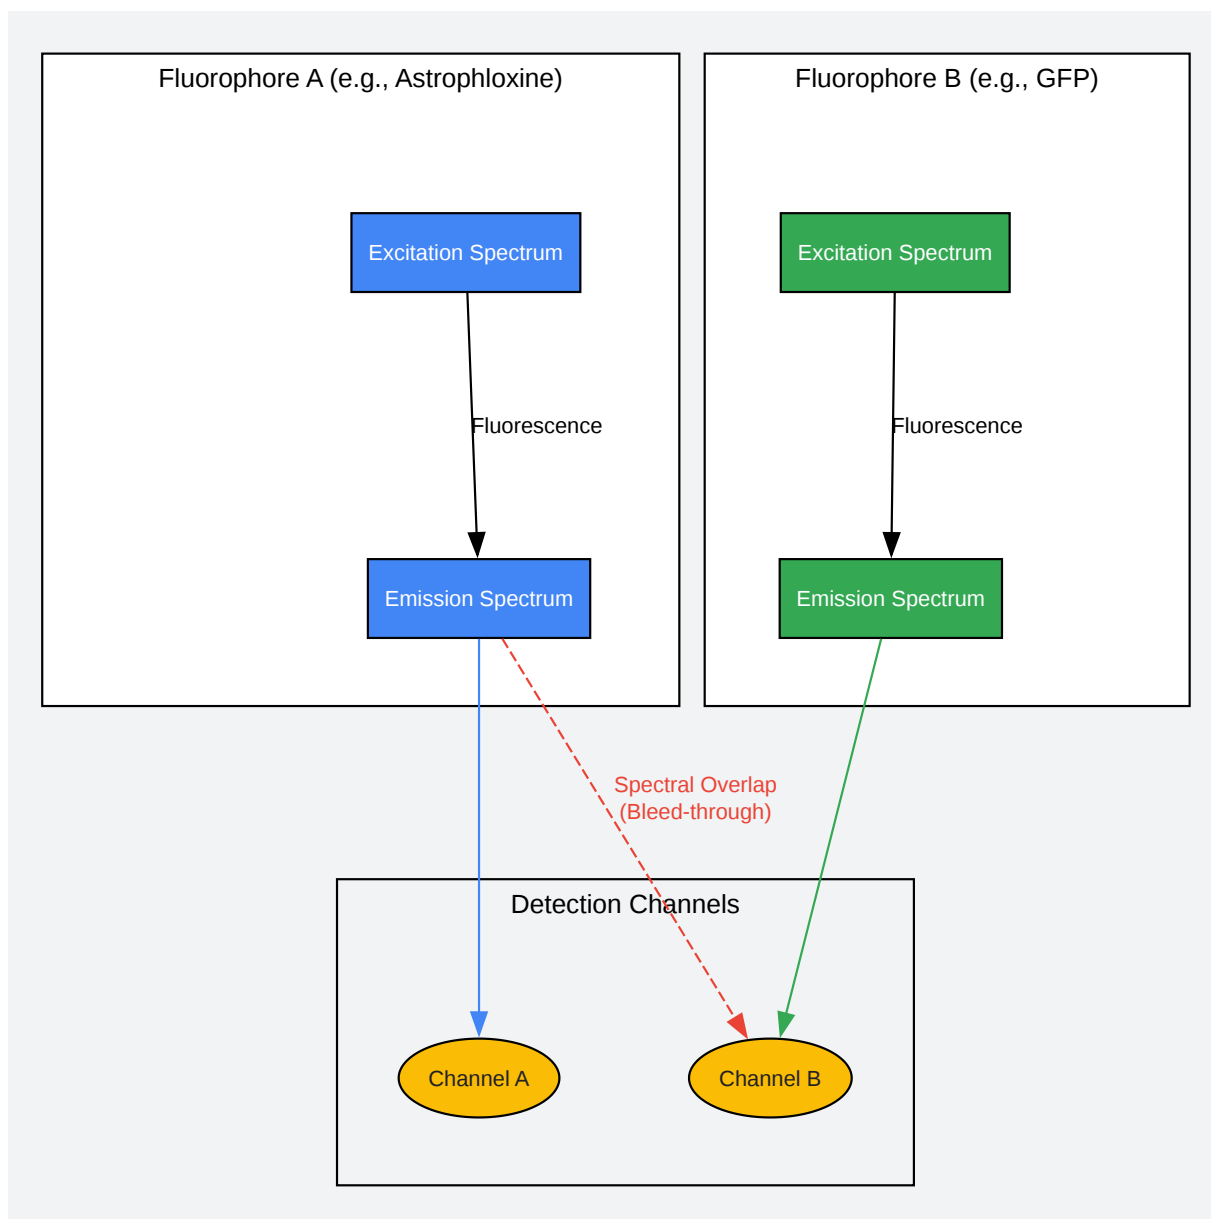 Fluorophore A (e.g., Astrophloxine)
Fluorophore B (e.g., GFP)
Excitation Spectrum
Excitation Spectrum
Fluorescence
Fluorescence
Emission Spectrum
Emission Spectrum
Spectral Overlap
(Bleed-through)
Detection Channels
Channel A
Channel B